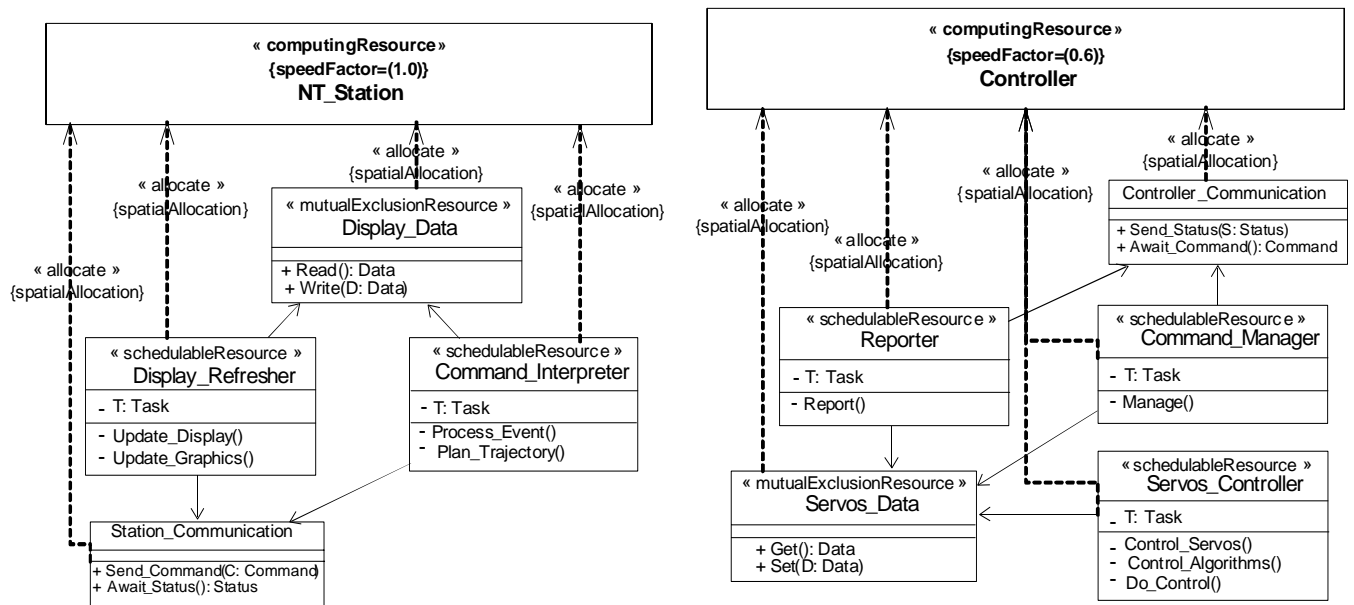 « computingResource »
{speedFactor=(1.0)}
NT_Station
« allocate »
{spatialAllocation}
« allocate »
{spatialAllocation}
« allocate »
{spatialAllocation}
« allocate »
{spatialAllocation}
« mutualExclusionResource »
Display_Data
+ Read(): Data
+ Write(D: Data)
« schedulableResource »
Display_Refresher
- T: Task
- Update_Display()
- Update_Graphics()
« schedulableResource »
Command_Interpreter
- T: Task
- Process_Event()
- Plan_Trajectory()
Station_Communication
+ Send_Command(C: Command)
+ Await_Status(): Status
« computingResource »
{speedFactor=(0.6)}
Controller
« allocate »
{spatialAllocation}
« allocate »
{spatialAllocation}
« allocate »
{spatialAllocation}
« allocate »
{spatialAllocation}
Controller_Communication
+ Send_Status(S: Status)
+ Await_Command(): Command
« schedulableResource »
Reporter
- T: Task
- Report()
« schedulableResource »
Command_Manager
- T: Task
- Manage()
« mutualExclusionResource »
Servos_Data
+ Get(): Data
+ Set(D: Data)
« schedulableResource »
Servos_Controller
- T: Task
- Control_Servos()
- Control_Algorithms()
- Do_Control()